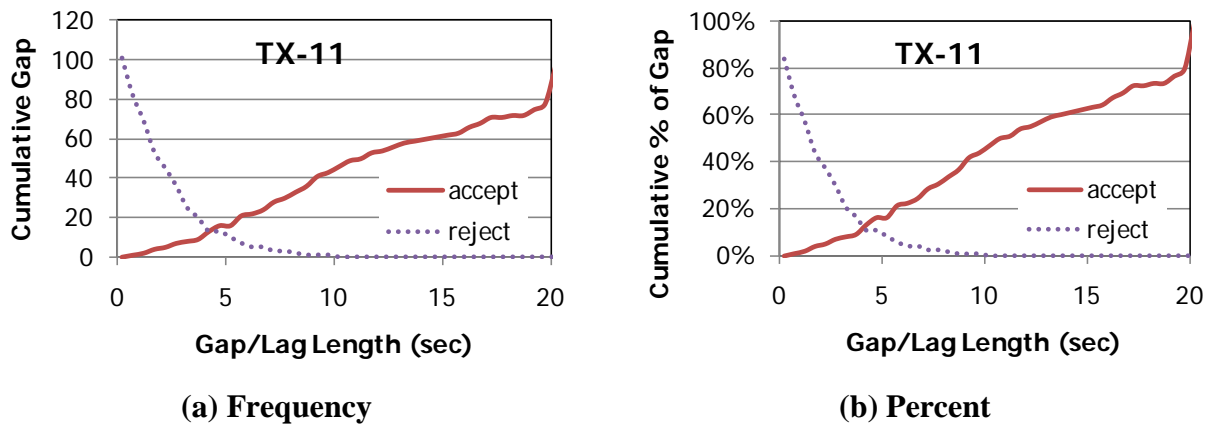 Cumulative Gap
120
100
80
60
40
20
0
TX-11
accept
reject
0 5 10 15 20
Gap/Lag Length (sec)
(a) Frequency
Cumulative % of Gap
100%
80%
60%
40%
20%
0%
TX-11
accept
reject
0 5 10 15 20
Gap/Lag Length (sec)
(b) Percent